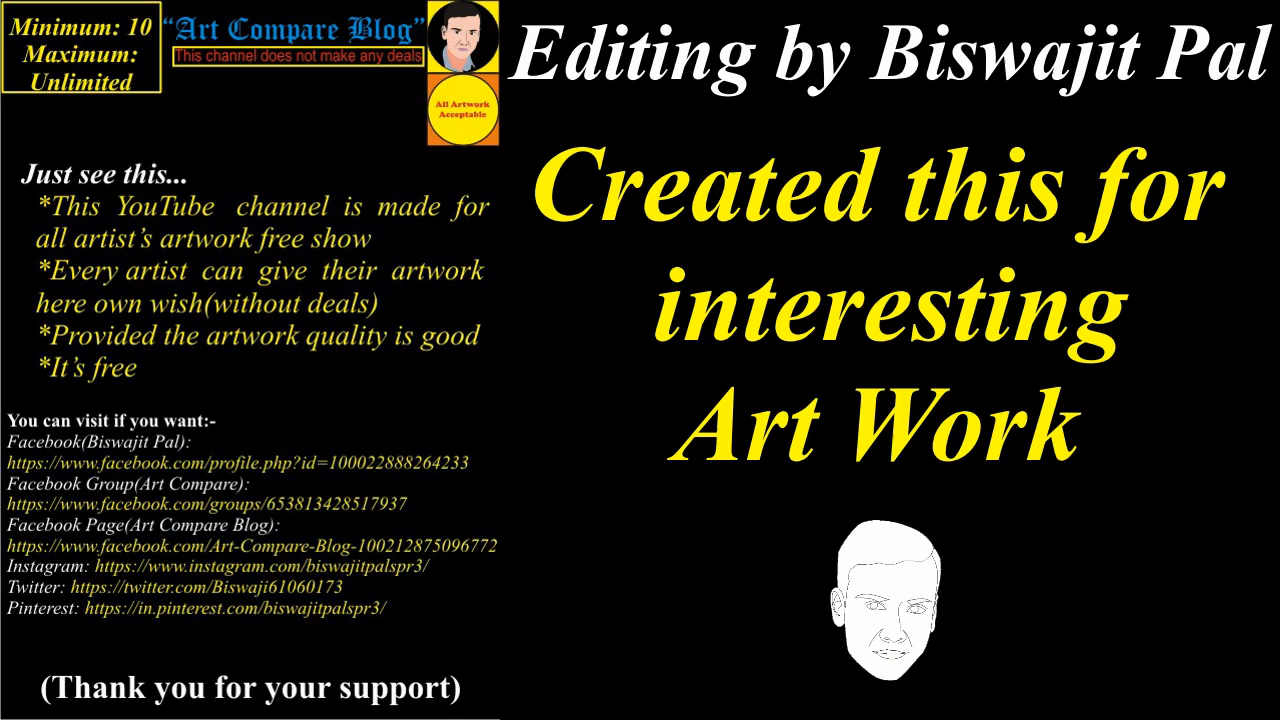 Minimum: 10
Maximum:
Unlimited
“Art Compare Blog”
This channel does not make any deals
All Artwork
Acceptable
Just see this...
*This YouTube channel is made for
all artist’s artwork free show
*Every artist can give their artwork
here own wish(without deals)
*Provided the artwork quality is good
*It’s free
You can visit if you want:-
Facebook(Biswajit Pal):
https://www.facebook.com/profile.php?id=100022888264233
Facebook Group(Art Compare):
https://www.facebook.com/groups/653813428517937
Facebook Page(Art Compare Blog):
https://www.facebook.com/Art-Compare-Blog-100212875096772
Instagram: https://www.instagram.com/biswajitpalspr3/
Twitter: https://twitter.com/Biswaji61060173
Pinterest: https://in.pinterest.com/biswajitpalspr3/
(Thank you for your support)
Editing by Biswajit Pal
Created this for
interesting
Art Work